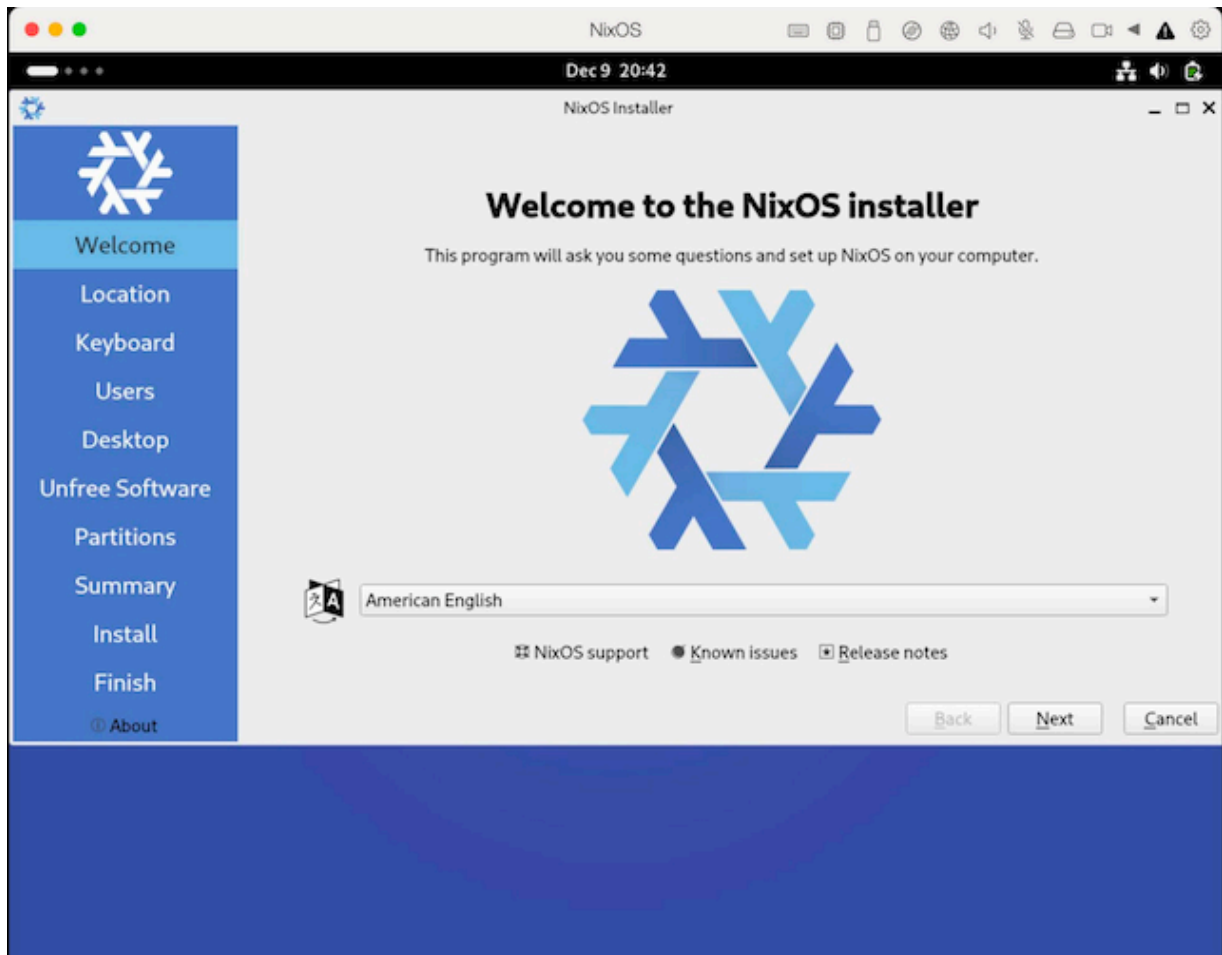 NixOS
Dec 9 20:42
NixOS Installer
Welcome
Location
Keyboard
Users
Desktop
Unfree Software
Partitions
Summary
Install
Finish
About
Welcome to the NixOS installer
This program will ask you some questions and set up NixOS on your computer.
American English
NixOS support Known issues Release notes
Back Next Cancel